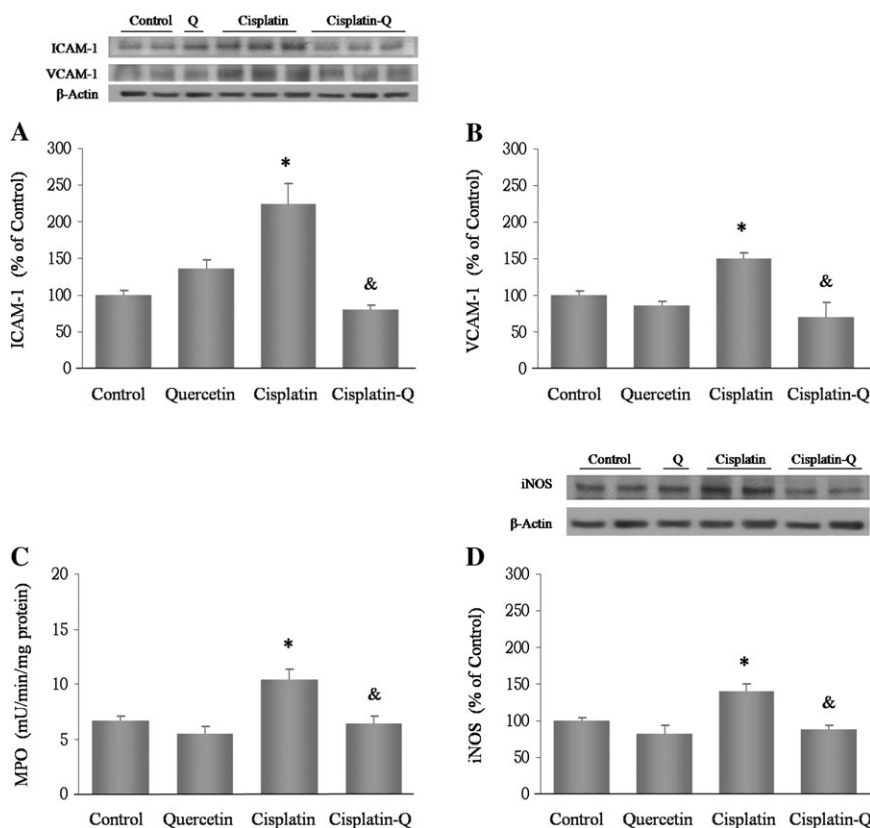 Control Q Cisplatin Cisplatin-Q
ICAM-1
VCAM-1
β-Actin
A
300
250
200
150
100
50
0
ICAM-1 (% of Control)
*
&
Control Quercetin Cisplatin Cisplatin-Q
B
300
250
200
150
100
50
0
VCAM-1 (% of Control)
*
&
Control Quercetin Cisplatin Cisplatin-Q
Control Q Cisplatin Cisplatin-Q
iNOS
β-Actin
C
20
15
10
5
0
MPO (mU/min/mg protein)
*
&
Control Quercetin Cisplatin Cisplatin-Q
D
300
250
200
150
100
50
0
iNOS (% of Control)
*
&
Control Quercetin Cisplatin Cisplatin-Q